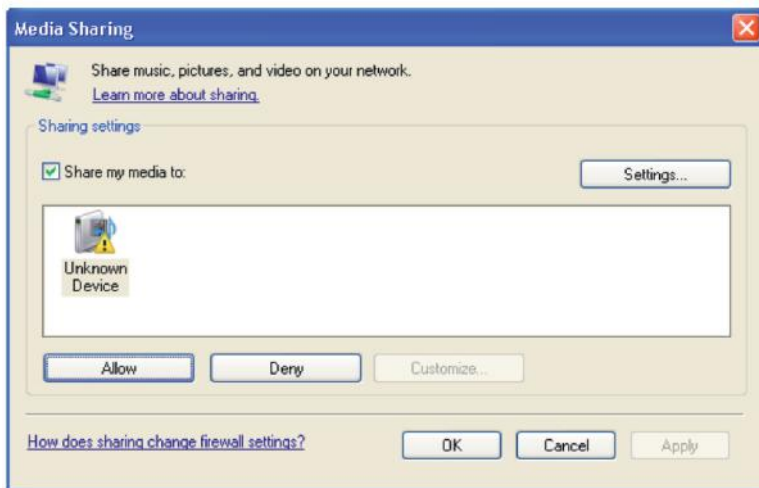 Media Sharing
Share music, pictures, and video on your network.
Learn more about sharing.
Sharing settings
Share my media to:
Settings...
Unknown
Device
Allow
Deny
Customize...
How does sharing change firewall settings?
OK
Cancel
Apply